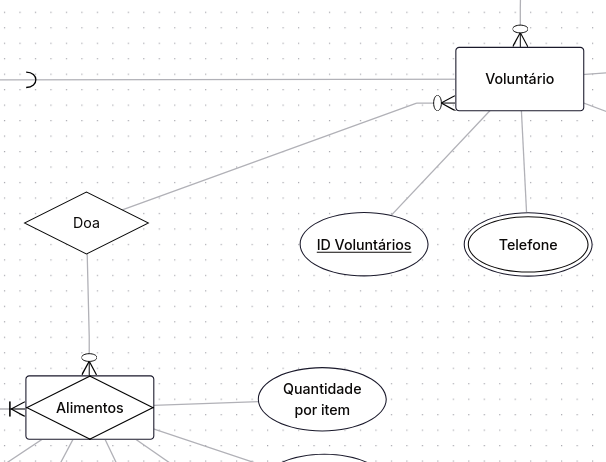 Voluntário
Doa
ID Voluntários
Telefone
Alimentos
Quantidade
por item